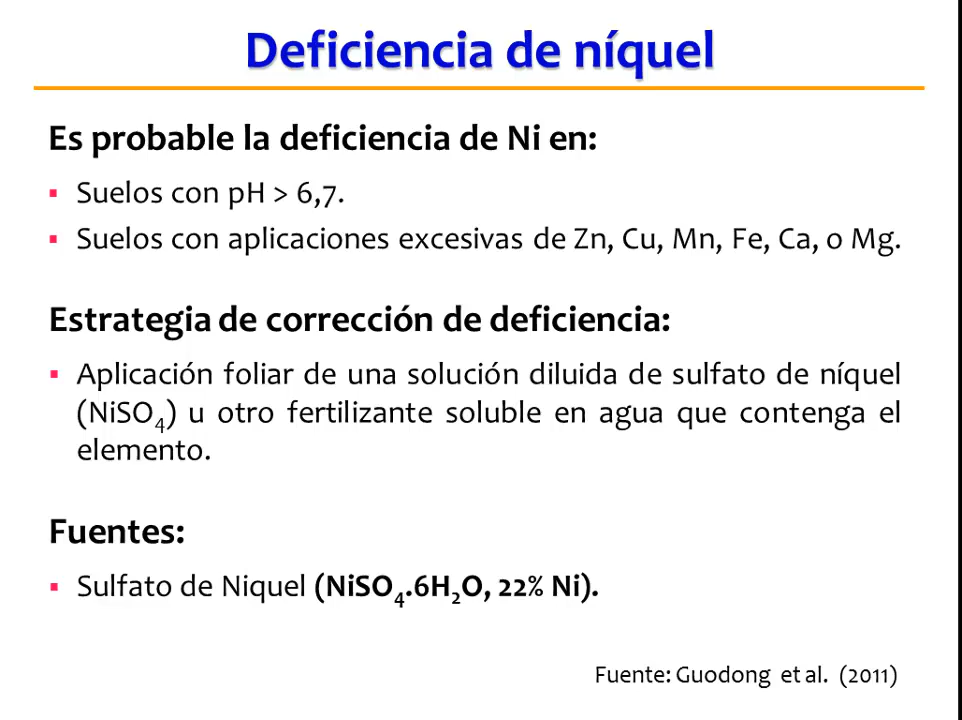 Deficiencia de níquel
Es probable la deficiencia de Ni en:
▪ Suelos con pH > 6,7.
▪ Suelos con aplicaciones excesivas de Zn, Cu, Mn, Fe, Ca, o Mg.
Estrategia de corrección de deficiencia:
▪ Aplicación foliar de una solución diluida de sulfato de níquel
(NiSO₄) u otro fertilizante soluble en agua que contenga el
elemento.
Fuentes:
▪ Sulfato de Niquel (NiSO₄.6H₂O, 22% Ni).
Fuente: Guodong et al. (2011)